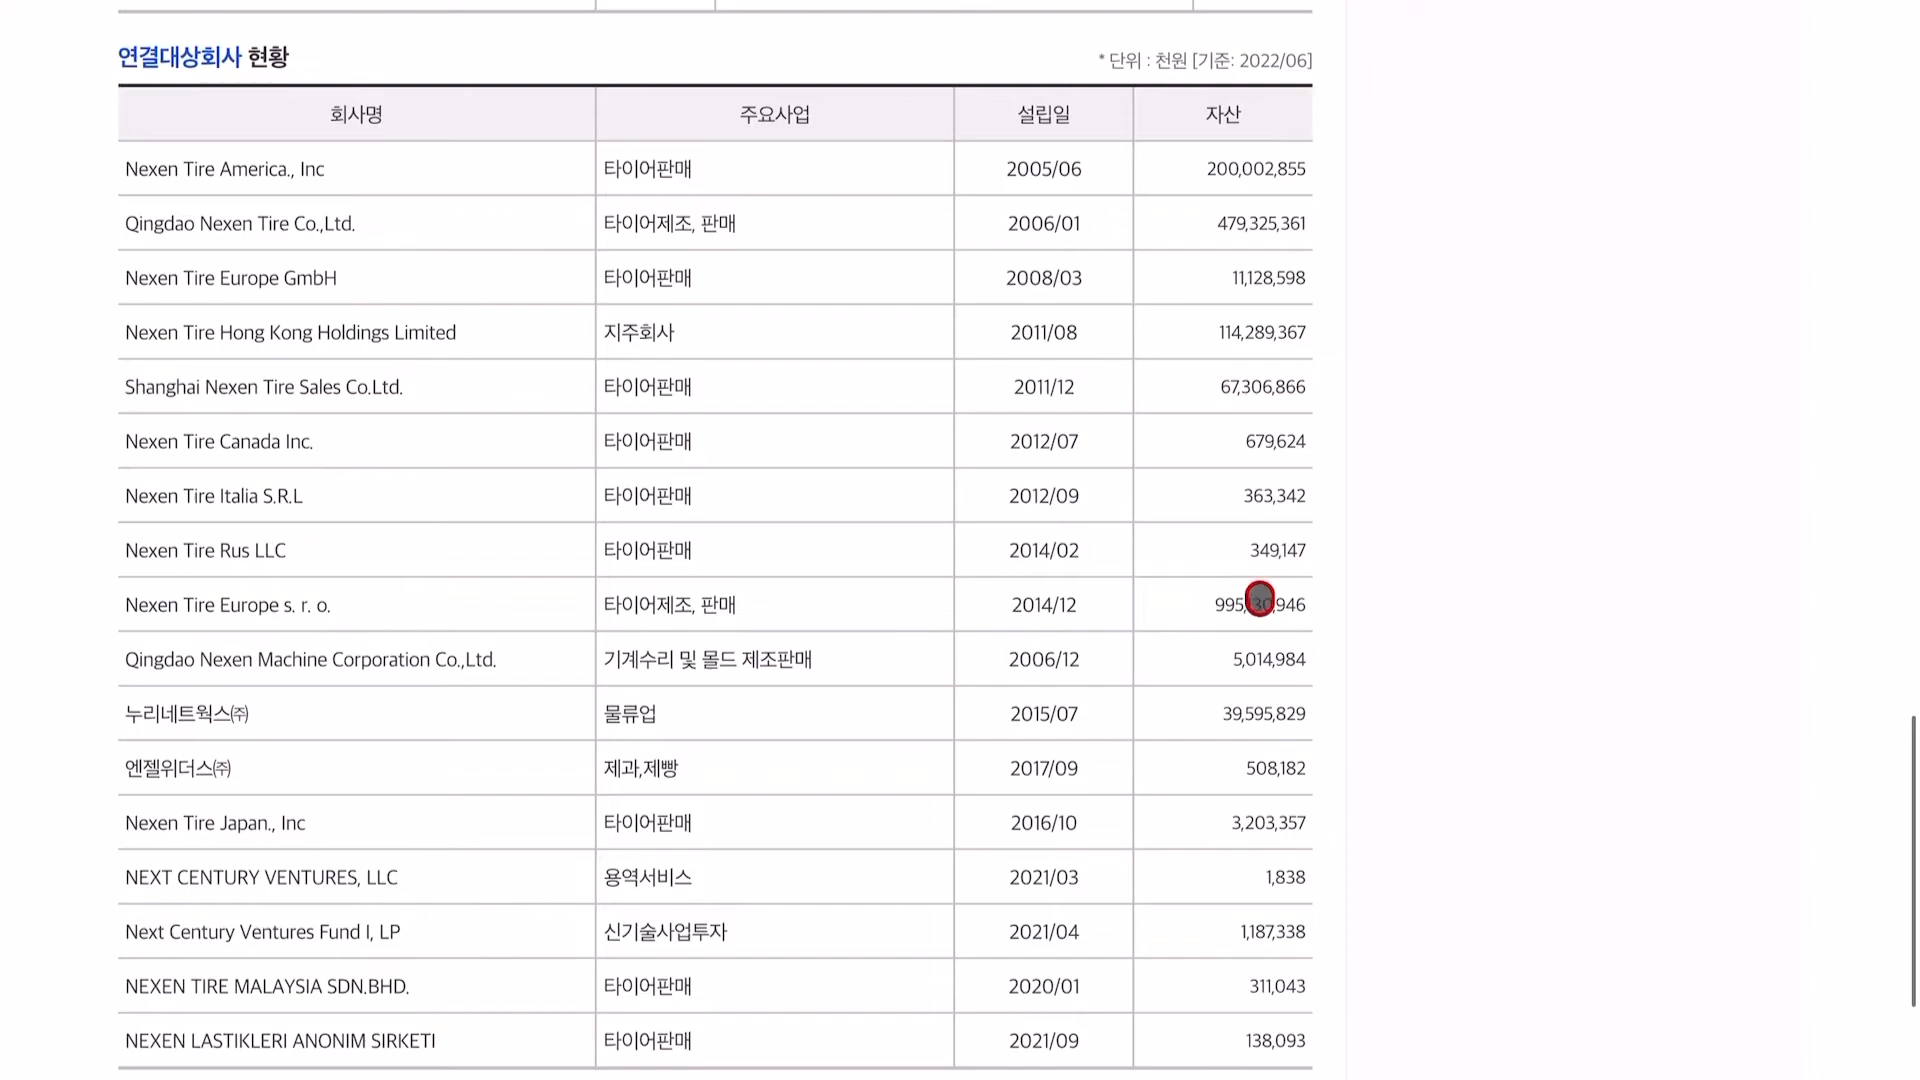 연결대상회사 현황
* 단위 : 천원 [기준: 2022/06]
회사명 주요사업 설립일 자산
Nexen Tire America., Inc 타이어판매 2005/06 200,002,855
Qingdao Nexen Tire Co.,Ltd. 타이어제조, 판매 2006/01 479,325,361
Nexen Tire Europe GmbH 타이어판매 2008/03 11,128,598
Nexen Tire Hong Kong Holdings Limited 지주회사 2011/08 114,289,367
Shanghai Nexen Tire Sales Co.Ltd. 타이어판매 2011/12 67,306,866
Nexen Tire Canada Inc. 타이어판매 2012/07 679,624
Nexen Tire Italia S.R.L 타이어판매 2012/09 363,342
Nexen Tire Rus LLC 타이어판매 2014/02 349,147
Nexen Tire Europe s. r. o. 타이어제조, 판매 2014/12
Qingdao Nexen Machine Corporation Co.,Ltd. 기계수리 및 몰드 제조판매 2006/12 5,014,984
누리네트웍스㈜ 물류업 2015/07 39,595,829
엔젤위더스㈜ 제과,제빵 2017/09 508,182
Nexen Tire Japan., Inc 타이어판매 2016/10 3,203,357
NEXT CENTURY VENTURES, LLC 용역서비스 2021/03 1,838
Next Century Ventures Fund I, LP 신기술사업투자 2021/04 1,187,338
NEXEN TIRE MALAYSIA SDN.BHD. 타이어판매 2020/01 311,043
NEXEN LASTIKLERI ANONIM SIRKETI 타이어판매 2021/09 138,093